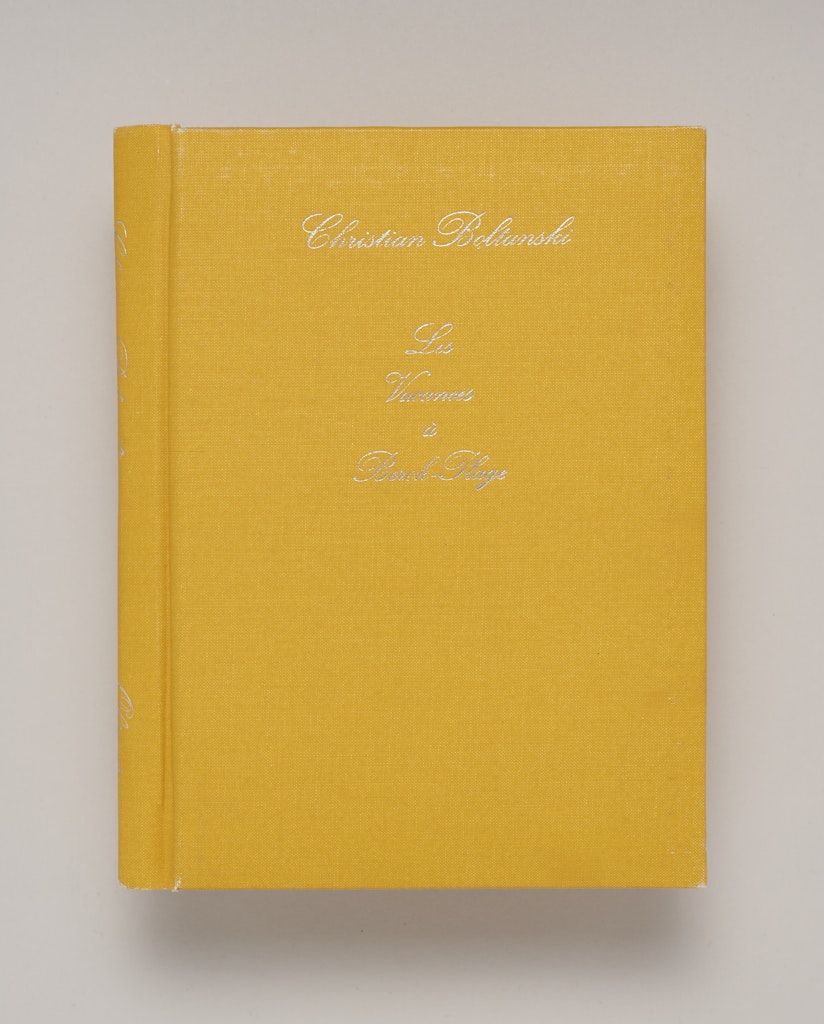 Christian Boltanski
Les
Vacances
à
Berck-Plage